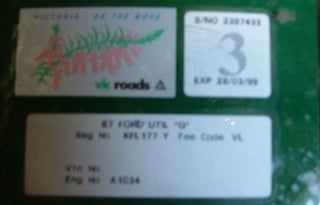 VICTORIA - ON THE MOVE
vic roads
S/NO 2387433
3
EXP 28/03/99
67 FORD UTIL "O"
Reg No KFL177 Y Fee Code VL
Vin No
Eng No A1034